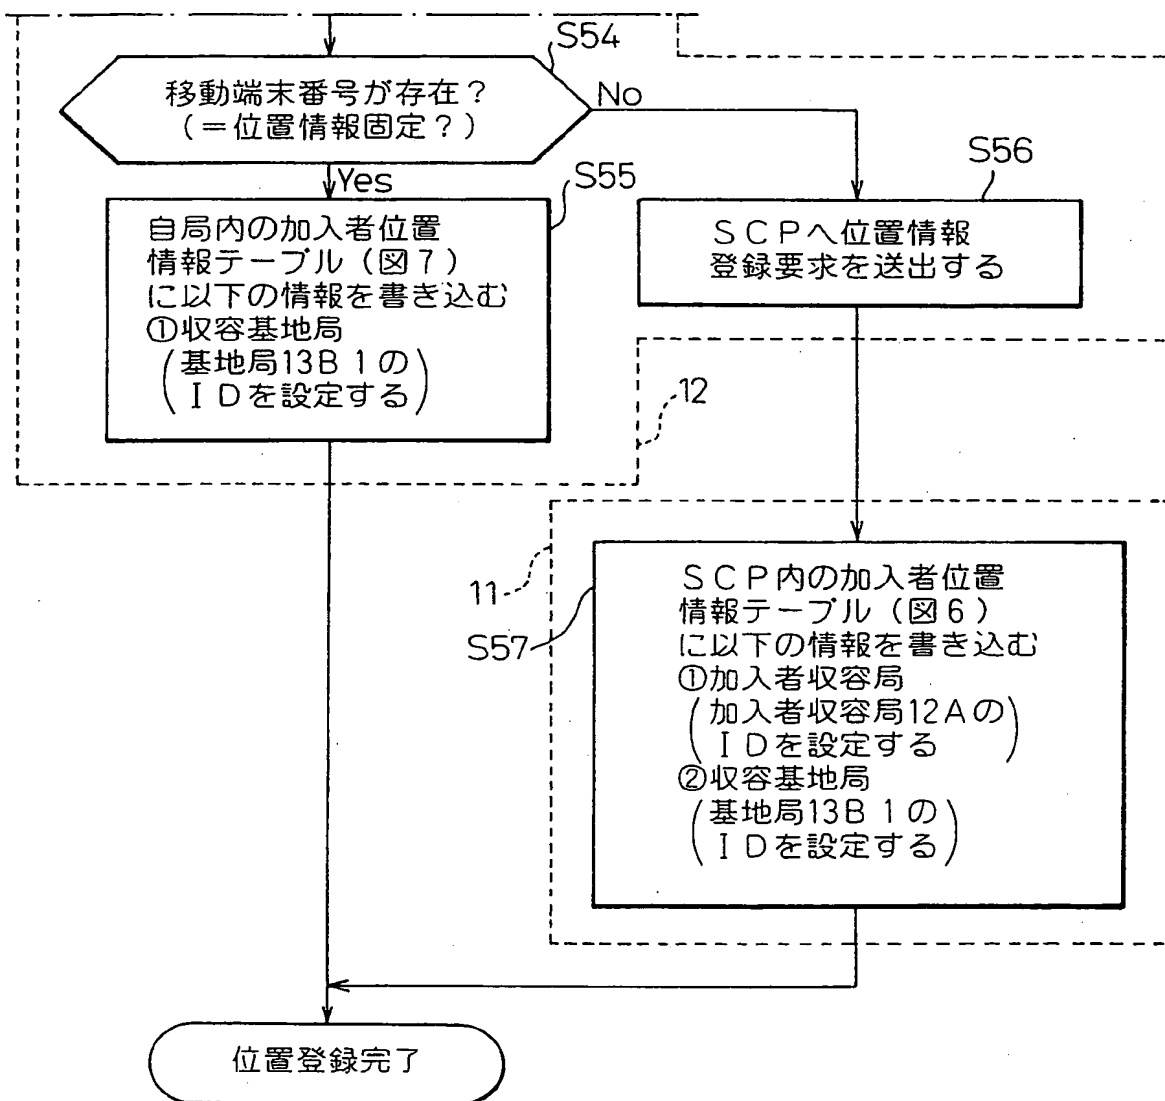 S54
移動端末番号が存在?
(=位置情報固定?)
No
Yes
S55
自局内の加入者位置
情報テーブル(図7)
に以下の情報を書き込む
①収容基地局
(基地局13B1の
IDを設定する)
S56
SCPへ位置情報
登録要求を送出する
12
11
S57
SCP内の加入者位置
情報テーブル(図6)
に以下の情報を書き込む
①加入者収容局
(加入者収容局12Aの
IDを設定する)
②収容基地局
(基地局13B1の
IDを設定する)
位置登録完了